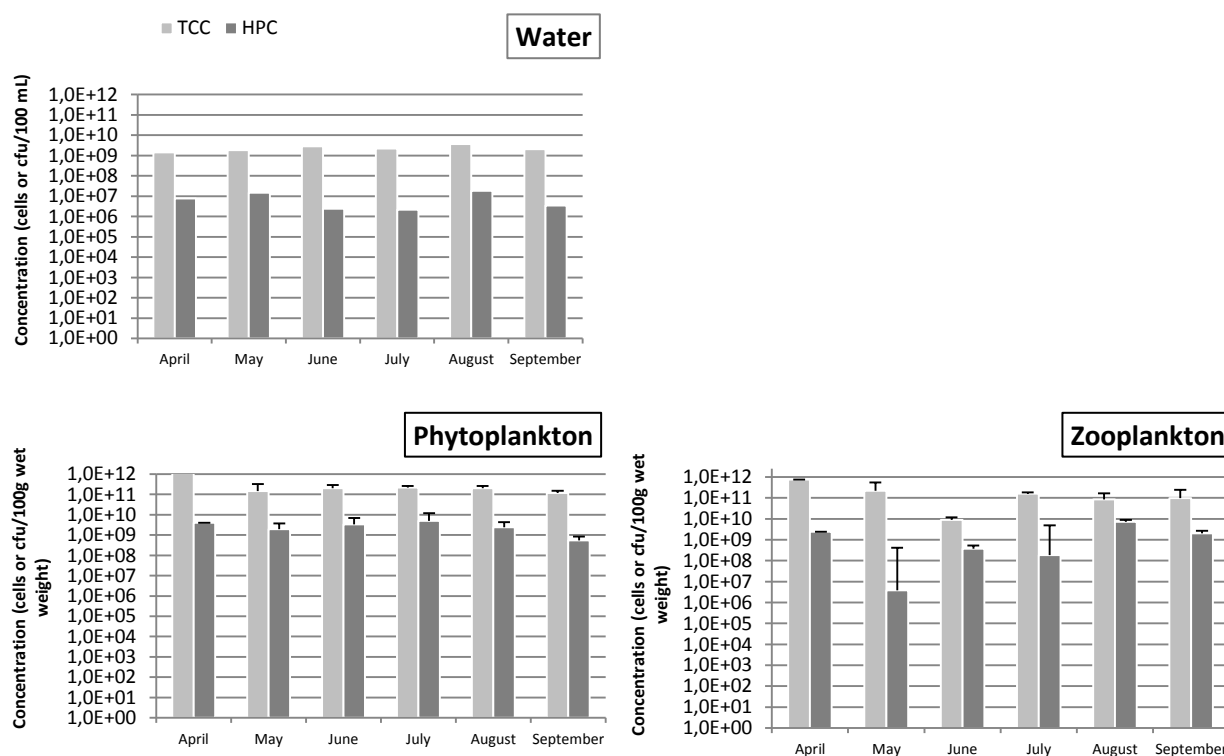 TCC HPC
Water
Concentration (cells or cfu/100 mL)
1,0E+12
1,0E+11
1,0E+10
1,0E+09
1,0E+08
1,0E+07
1,0E+06
1,0E+05
1,0E+04
1,0E+03
1,0E+02
1,0E+01
1,0E+00
April May June July August September
Phytoplankton
Concentration (cells or cfu/100g wet
weight)
1,0E+12
1,0E+11
1,0E+10
1,0E+09
1,0E+08
1,0E+07
1,0E+06
1,0E+05
1,0E+04
1,0E+03
1,0E+02
1,0E+01
1,0E+00
April May June July August September
Zooplankton
Concentration (cells or cfu/100g wet
weight)
1,0E+12
1,0E+11
1,0E+10
1,0E+09
1,0E+08
1,0E+07
1,0E+06
1,0E+05
1,0E+04
1,0E+03
1,0E+02
1,0E+01
1,0E+00
April May June July August September